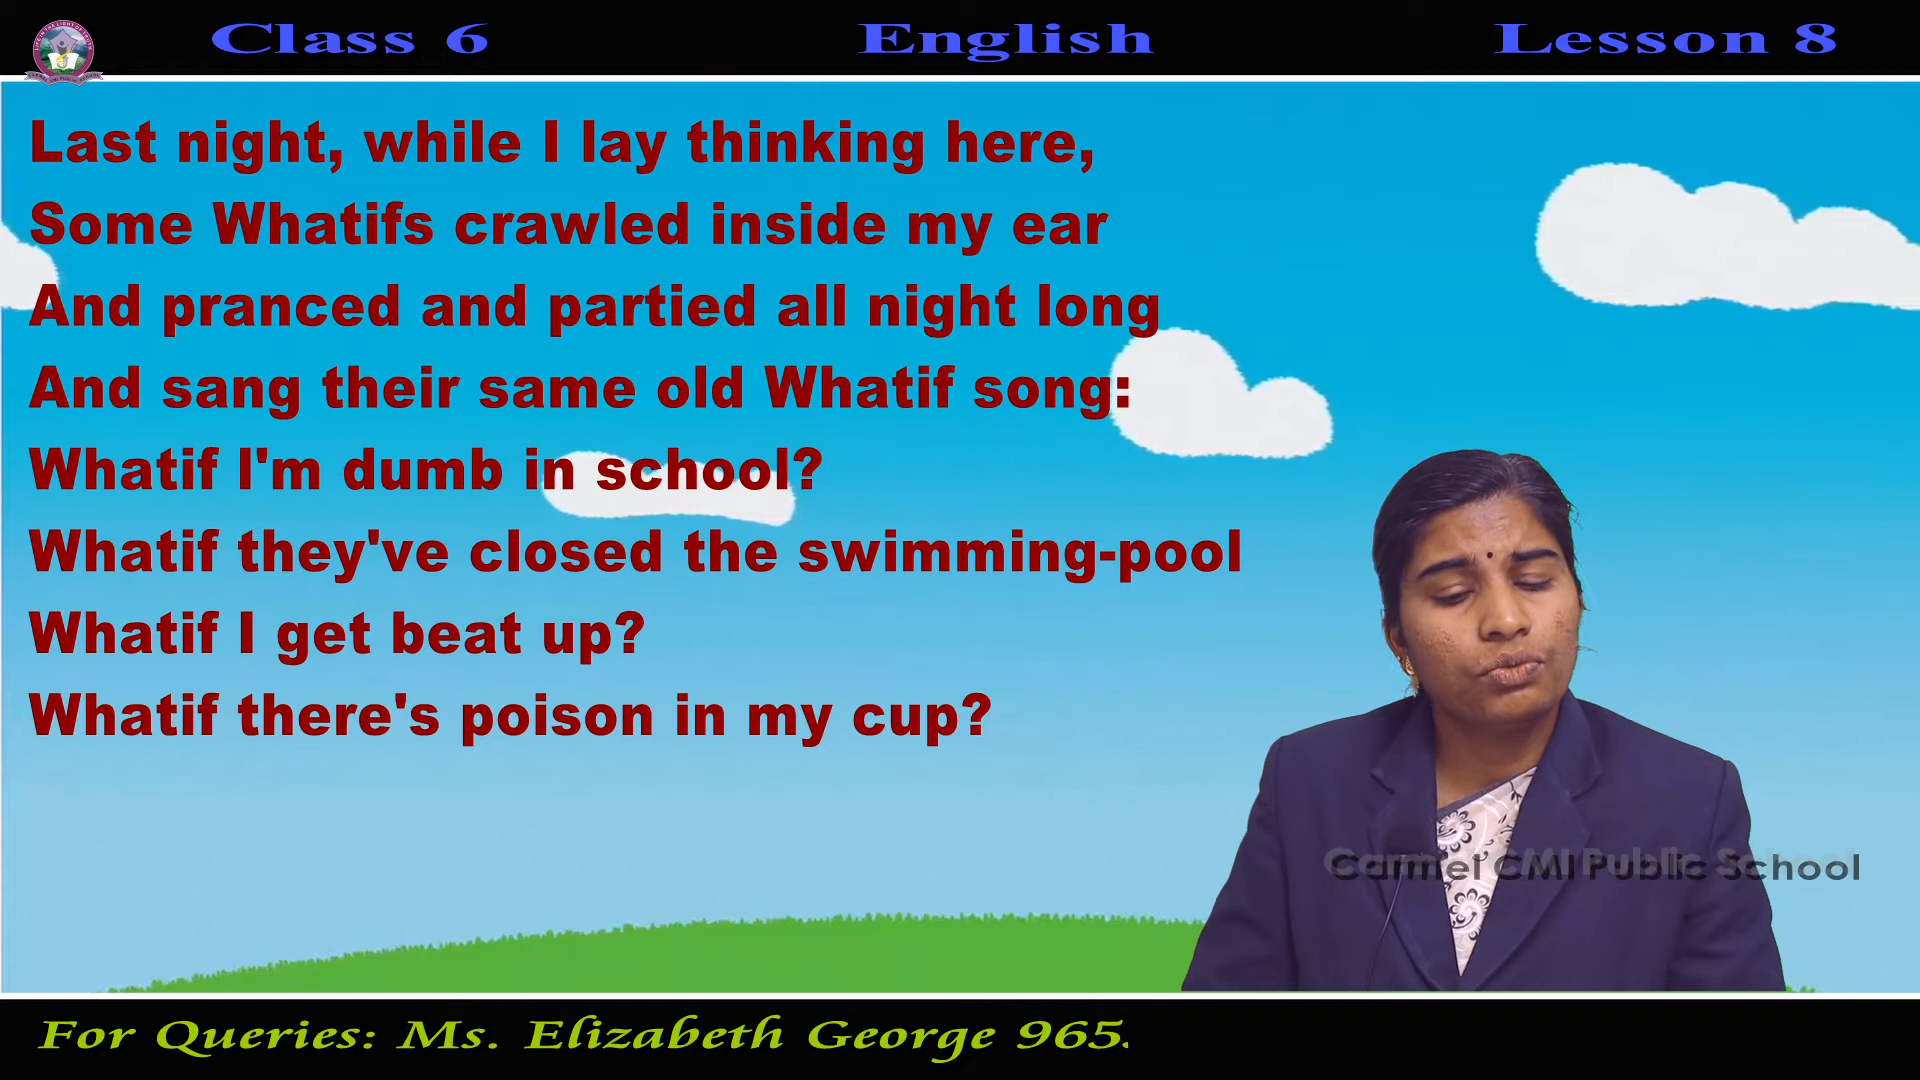 Class 6 English Lesson 8
Last night, while I lay thinking here,
Some Whatifs crawled inside my ear
And pranced and partied all night long
And sang their same old Whatif song:
Whatif I'm dumb in school?
Whatif they've closed the swimming-pool
Whatif I get beat up?
Whatif there's poison in my cup?
Carmel CMI Public School
For Queries: Ms. Elizabeth George 965